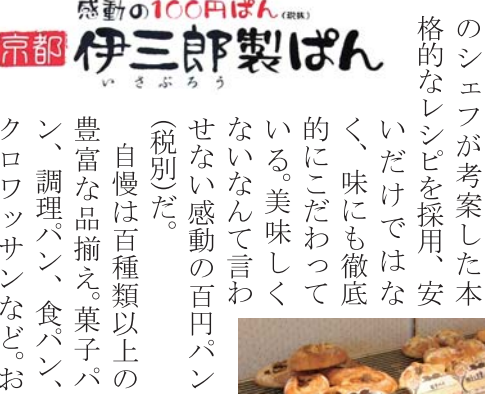 感動の100円ぱん(税抜)
京都 伊三郎製ぱん
いさぶろう
のシェフが考案した本
格的なレシピを採用、安
いだけではな
く、味にも徹底
的にこだわって
いる。美味しく
ないなんて言わ
せない感動の百円パン
(税別)だ。
自慢は百種類以上の
豊富な品揃え。菓子パ
ン、調理パン、食パン、
クロワッサンなど。お